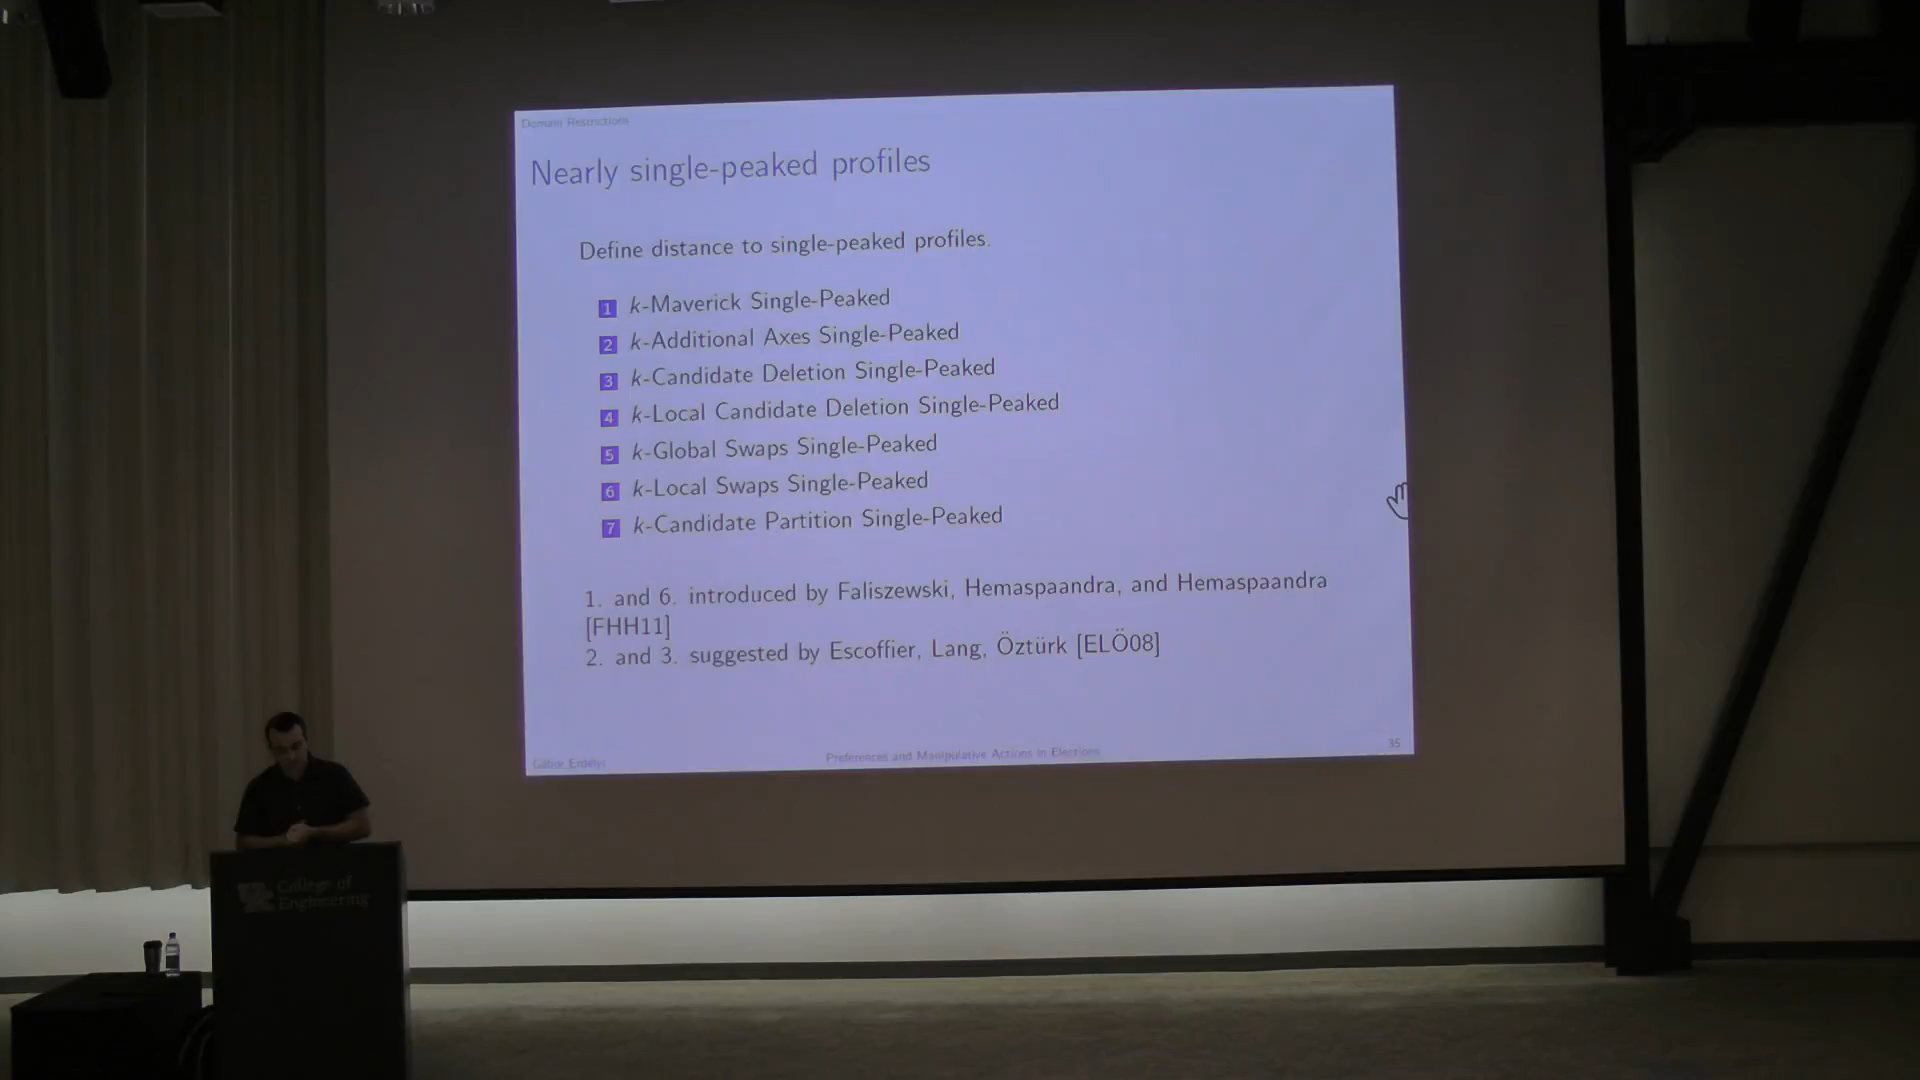 Domain Restrictions
Nearly single-peaked profiles
Define distance to single-peaked profiles.
1 k-Maverick Single-Peaked
2 k-Additional Axes Single-Peaked
3 k-Candidate Deletion Single-Peaked
4 k-Local Candidate Deletion Single-Peaked
5 k-Global Swaps Single-Peaked
6 k-Local Swaps Single-Peaked
7 k-Candidate Partition Single-Peaked
1. and 6. introduced by Faliszewski, Hemaspaandra, and Hemaspaandra
[FHH11]
2. and 3. suggested by Escoffier, Lang, Öztürk [ELÖ08]
Gábor Erdélyi
Preferences and Manipulative Actions in Elections
35
College of
Engineering